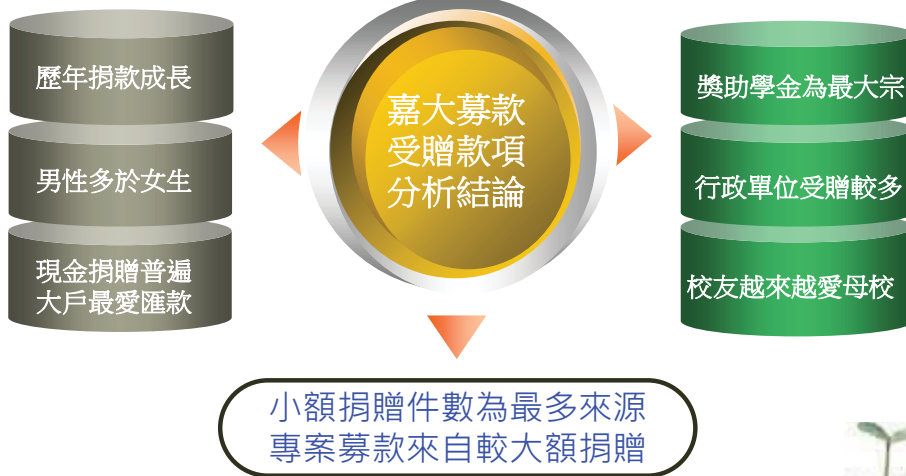 歷年捐款成長
男性多於女生
現金捐贈普遍
大戶最愛匯款
嘉大募款
受贈款項
分析結論
獎助學金為最大宗
行政單位受贈較多
校友越來越愛母校
小額捐贈件數為最多來源
專案募款來自較大額捐贈